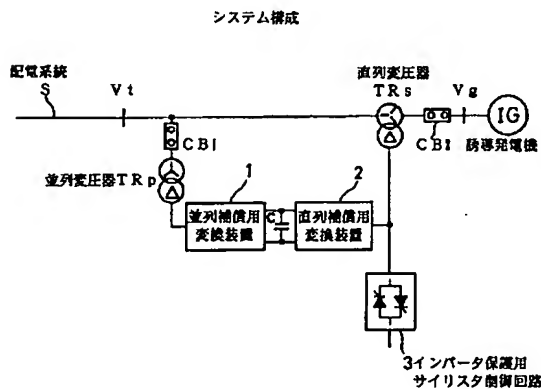 システム構成
配電系統
S
Vt
直列変圧器
TRs
Vg
IG
CB1
CB2
誘導発電機
並列変圧器TRp
1
2
並列補償用
変換装置
C
直列補償用
変換装置
3インバータ保護用
サイリスタ制御回路